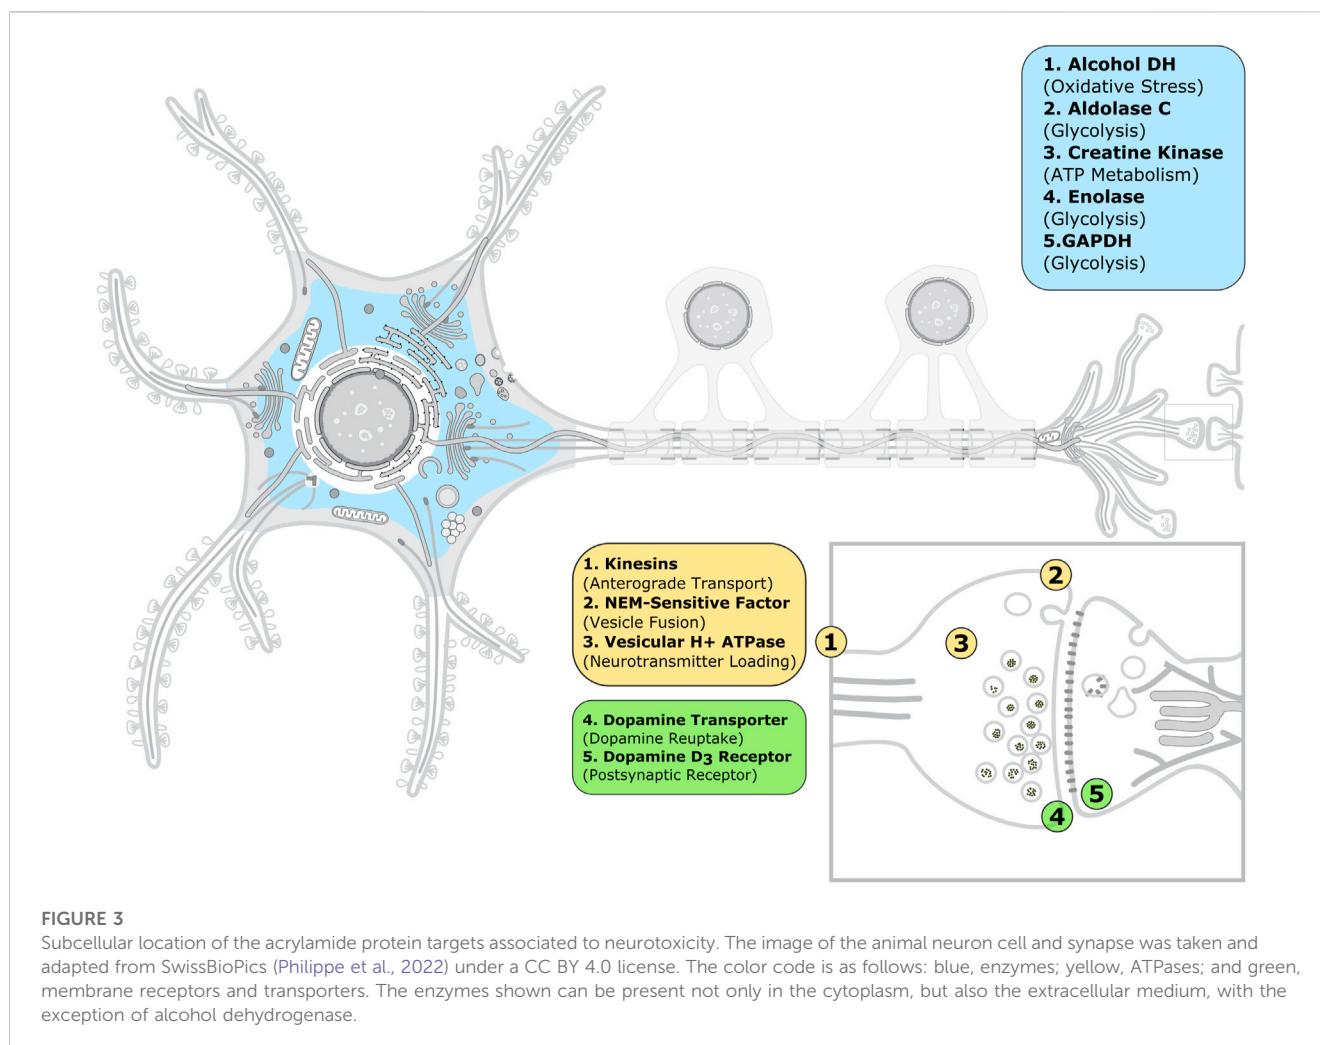 1. Alcohol DH
(Oxidative Stress)
2. Aldolase C
(Glycolysis)
3. Creatine Kinase
(ATP Metabolism)
4. Enolase
(Glycolysis)
5.GAPDH
(Glycolysis)
1. Kinesins
(Anterograde Transport)
2. NEM-Sensitive Factor
(Vesicle Fusion)
3. Vesicular H+ ATPase
(Neurotransmitter Loading)
4. Dopamine Transporter
(Dopamine Reuptake)
5. Dopamine D3 Receptor
(Postsynaptic Receptor)
2
1
3
5
4
FIGURE 3
Subcellular location of the acrylamide protein targets associated to neurotoxicity. The image of the animal neuron cell and synapse was taken and
adapted from SwissBioPics (Philippe et al., 2022) under a CC BY 4.0 license. The color code is as follows: blue, enzymes; yellow, ATPases; and green,
membrane receptors and transporters. The enzymes shown can be present not only in the cytoplasm, but also the extracellular medium, with the
exception of alcohol dehydrogenase.